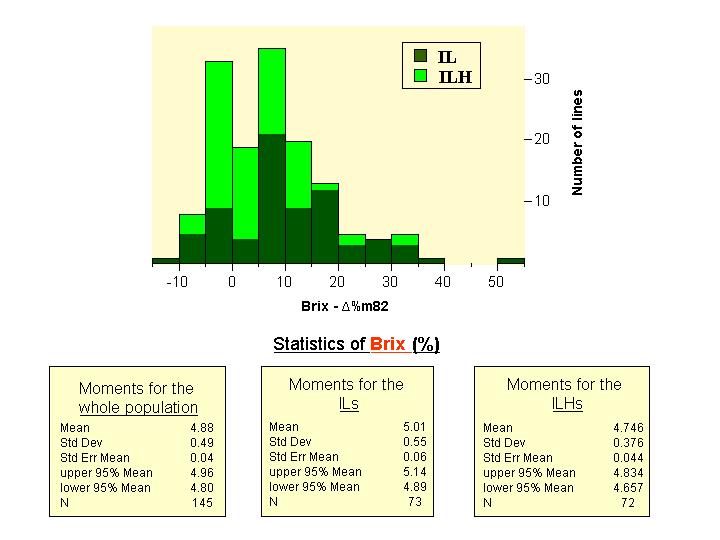 IL
ILH
30
20
10
Number of lines
-10 0 10 20 30 40 50
Brix - Δ%m82
Statistics of Brix (%)
Moments for the
whole population
Mean 4.88
Std Dev 0.49
Std Err Mean 0.04
upper 95% Mean 4.96
lower 95% Mean 4.80
N 145
Moments for the
ILs
Mean 5.01
Std Dev 0.55
Std Err Mean 0.06
upper 95% Mean 5.14
lower 95% Mean 4.89
N 73
Moments for the
ILHs
Mean 4.746
Std Dev 0.376
Std Err Mean 0.044
upper 95% Mean 4.834
lower 95% Mean 4.657
N 72